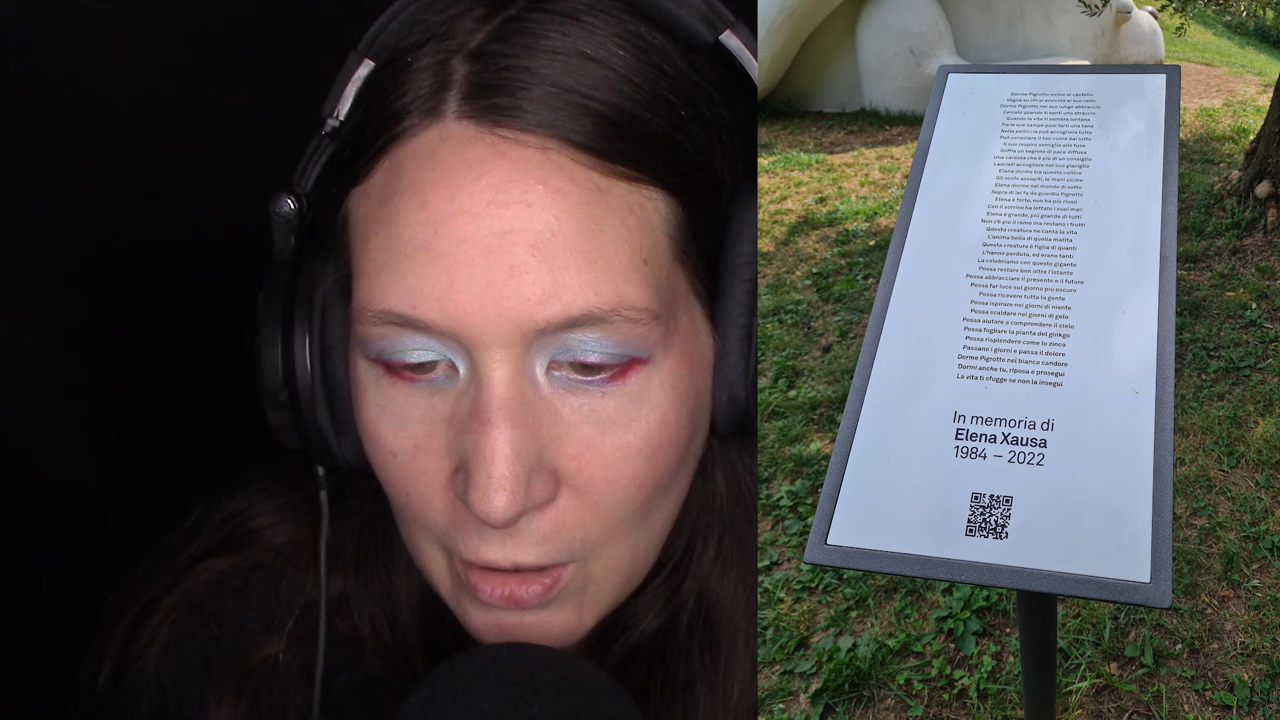 Dorme Pigrotto vicino al castello
Veglia su chi si avvicina al suo vello
Dorme Pigrotto nel suo lungo abbraccio
Cercalo quando ti senti uno straccio
Quando la vita ti sembra lontana
Tra le sue zampe puoi farti una tana
Nella pelliccia può accogliere tutto
Può consolare il tuo cuore dal lutto
Il suo respiro somiglia alle fusa
Soffia un segreto di pace diffusa
Una carezza che è più di un consiglio
Lasciati accogliere nel suo giaciglio
Elena dorme tra queste colline
Gli occhi assopiti, le mani vicine
Elena dorme nel mondo di sotto
Sopra di lei fa da guardia Pigrotto
Elena è forte, non ha più rivali
Con il sorriso ha lottato i suoi mali
Elena è grande, più grande di tutti
Non c'è più il ramo ma restano i frutti
Questa creatura ne canta la vita
L'anima bella di quella matita
Questa creatura è figlia di quanti
L'hanno perduta, ed erano tanti
La celebriamo con questo gigante
Possa restare ben oltre l'istante
Possa abbracciare il presente e il futuro
Possa far luce sul giorno più oscuro
Possa ricevere tutta la gente
Possa ispirare nei giorni di niente
Possa scaldare nei giorni di gelo
Possa aiutare a comprendere il cielo
Possa fogliare la pianta del ginkgo
Possa risplendere come lo zinco
Passano i giorni e passa il dolore
Dorme Pigrotto nel bianco candore
Dormi anche tu, riposa e prosegui
La vita ti sfugge se non la insegui
In memoria di
Elena Xausa
1984 – 2022